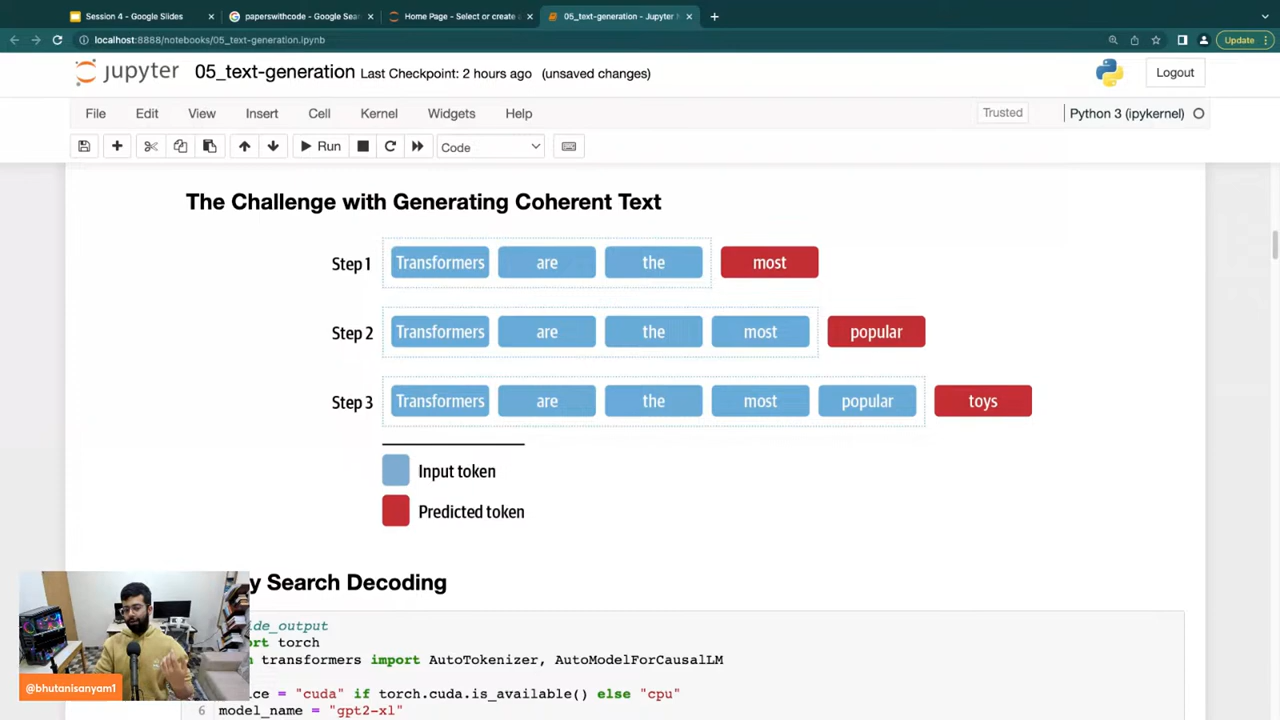 Session 4 - Google Slides
paperswithcode - Google Sear
Home Page - Select or create
05_text-generation - Jupyter
localhost:8888/notebooks/05_text-generation.ipynb
Update
jupyter 05_text-generation Last Checkpoint: 2 hours ago (unsaved changes)
Logout
File Edit View Insert Cell Kernel Widgets Help
Trusted
Python 3 (ipykernel)
Run
Code
The Challenge with Generating Coherent Text
Step 1 Transformers are the most
Step 2 Transformers are the most popular
Step 3 Transformers are the most popular toys
Input token
Predicted token
y Search Decoding
ide_output
ort torch
transformers import AutoTokenizer, AutoModelForCausalLM
ice = "cuda" if torch.cuda.is_available() else "cpu"
6 model_name = "gpt2-xl"
@bhutanisanyam1